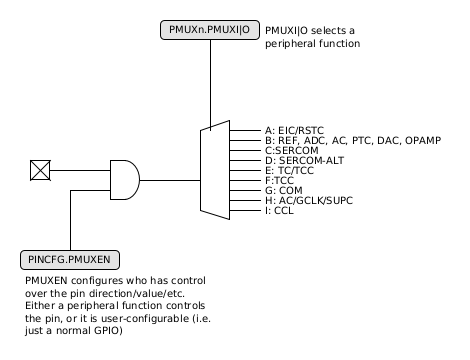 PMUXn.PMUXI|O
PMUXI|O selects a
peripheral function
A: EIC/RSTC
B: REF, ADC, AC, PTC, DAC, OPAMP
C:SERCOM
D: SERCOM-ALT
E: TC/TCC
F:TCC
G: COM
H: AC/GCLK/SUPC
I: CCL
PINCFG.PMUXEN
PMUXEN configures who has control
over the pin direction/value/etc.
Either a peripheral function controls
the pin, or it is user-configurable (i.e.
just a normal GPIO)